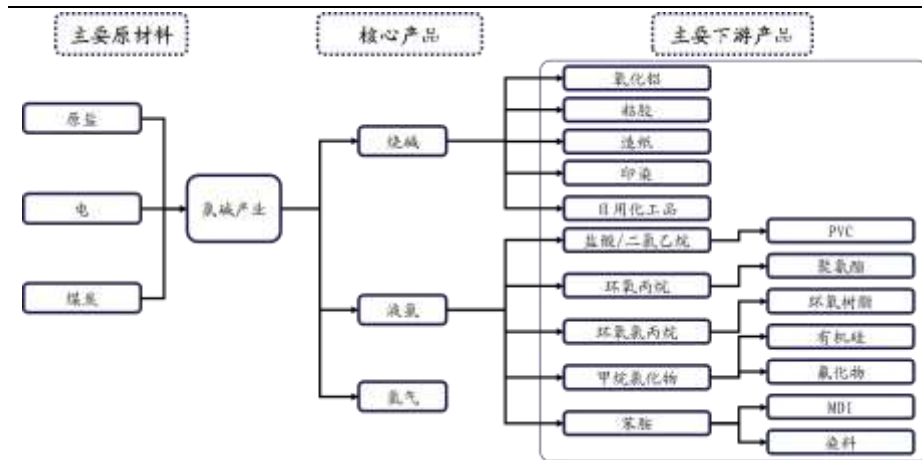 主要原材料
核心产品
主要下游产品
原盐
电
煤炭
氯碱产业
烧碱
液氯
氢气
氧化铝
粘胶
造纸
印染
日用化工品
盐酸/二氯乙烷
环氧丙烷
环氧氯丙烷
甲烷氯化物
苯胺
PVC
聚氨酯
环氧树脂
有机硅
氟化物
MDI
染料